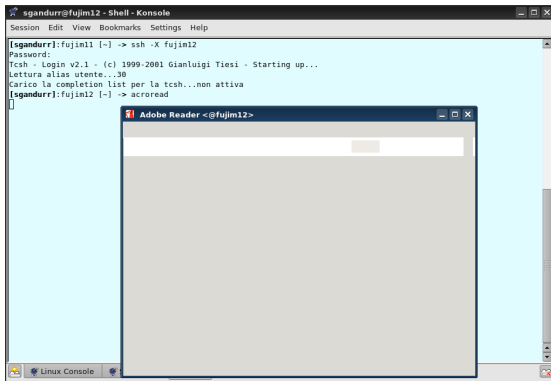 sgandurr@fujim12 - Shell - Konsole
Session Edit View Bookmarks Settings Help
[sgandurr]:fujim11 [~] -> ssh -X fujim12
Password:
Tcsh - Login v2.1 - (c) 1999-2001 Gianluigi Tiesi - Starting up...
Lettura alias utente...30
Carico la completion list per la tcsh...non attiva
[sgandurr]:fujim12 [~] -> acroread
Adobe Reader <@fujim12>
Linux Console